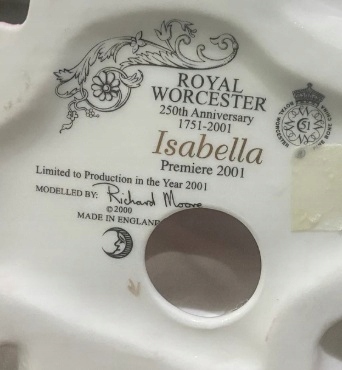 ROYAL
WORCESTER
250th Anniversary
1751-2001
Isabella
Premiere 2001
Limited to Production in the Year 2001
MODELLED BY: Richard Moore
©2000
MADE IN ENGLAND
51